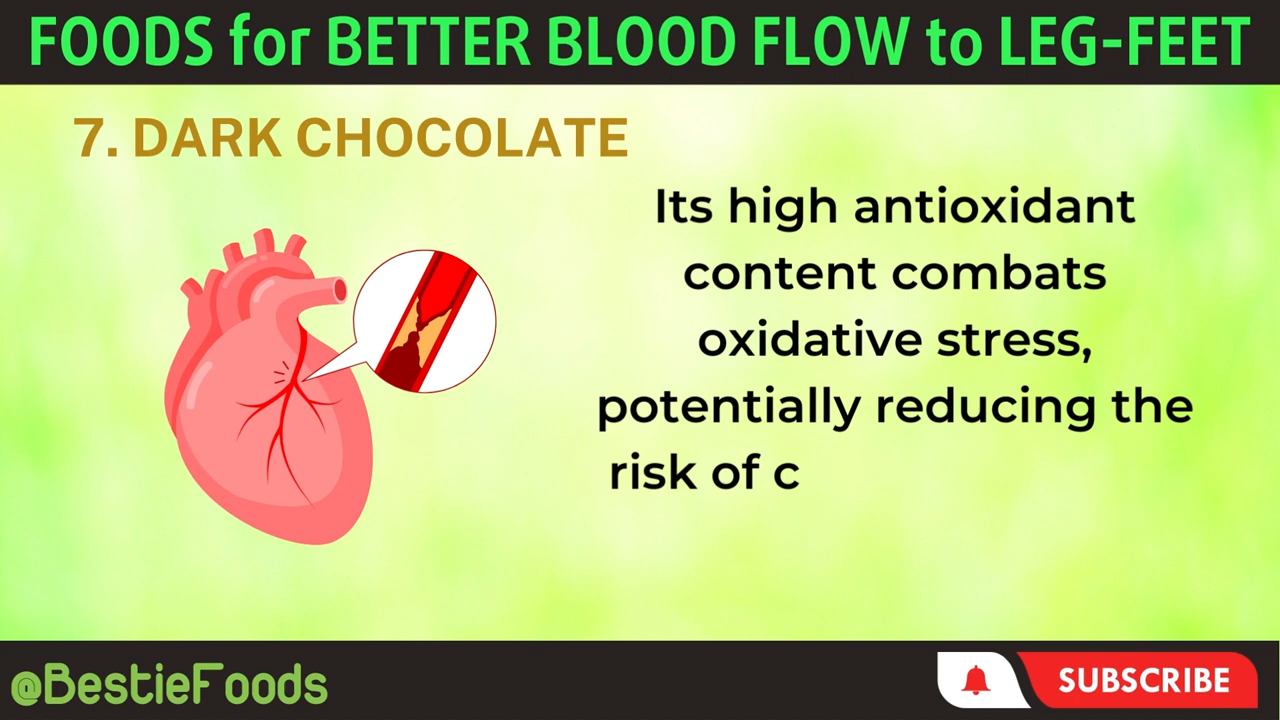 FOODS for BETTER BLOOD FLOW to LEG-FEET
7. DARK CHOCOLATE
Its high antioxidant
content combats
oxidative stress,
potentially reducing the
risk of c
@BestieFoods
SUBSCRIBE